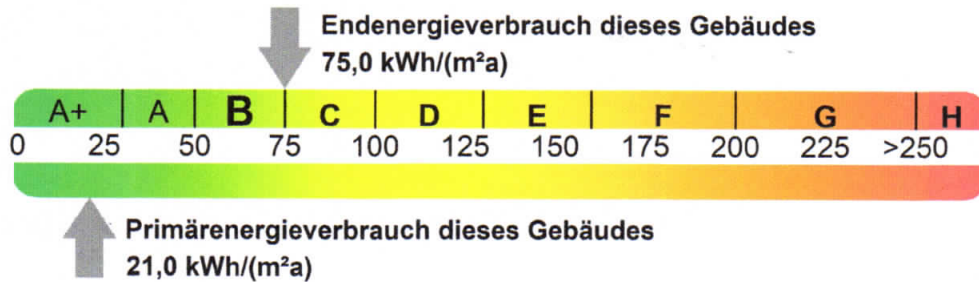 Endenergieverbrauch dieses Gebäudes
75,0 kWh/(m²a)
A+ A B C D E F G H
0 25 50 75 100 125 150 175 200 225 >250
Primärenergieverbrauch dieses Gebäudes
21,0 kWh/(m²a)